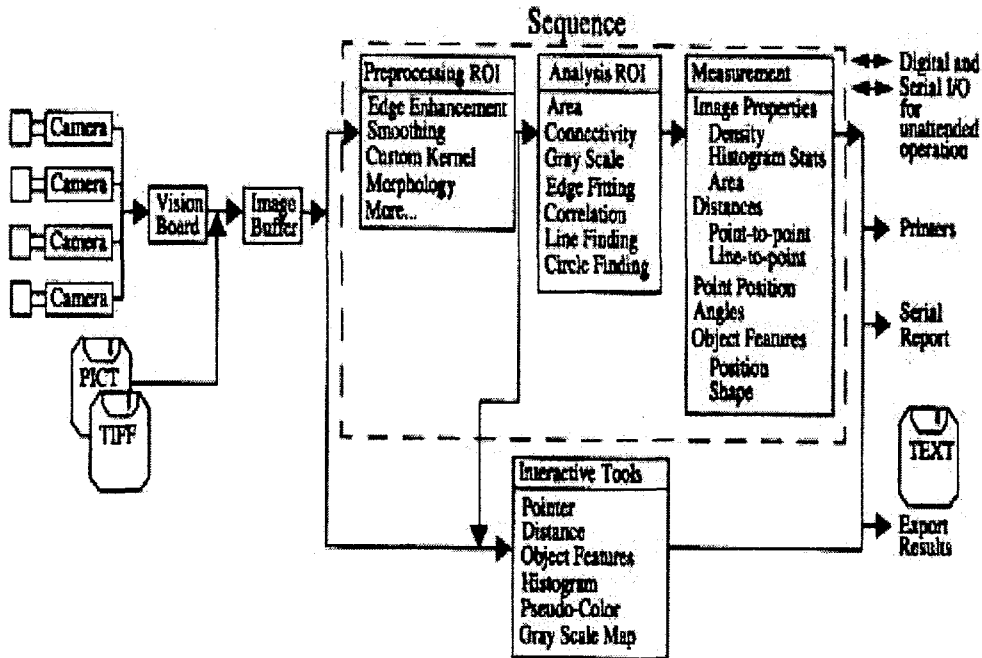 Sequence
Camera
Camera
Camera
Camera
PICT
TIFF
Vision
Board
Image
Buffer
Preprocessing ROI
Edge Enhancement
Smoothing
Custom Kernel
Morphology
More...
Analysis ROI
Area
Connectivity
Gray Scale
Edge Fitting
Correlation
Line Finding
Circle Finding
Measurement
Image Properties
Density
Histogram Stats
Area
Distances
Point-to-point
Line-to-point
Point Position
Angles
Object Features
Position
Shape
Interactive Tools
Pointer
Distance
Object Features
Histogram
Pseudo-Color
Gray Scale Map
Digital and
Serial I/O
for
unattended
operation
Printers
Serial
Report
TEXT
Export
Results